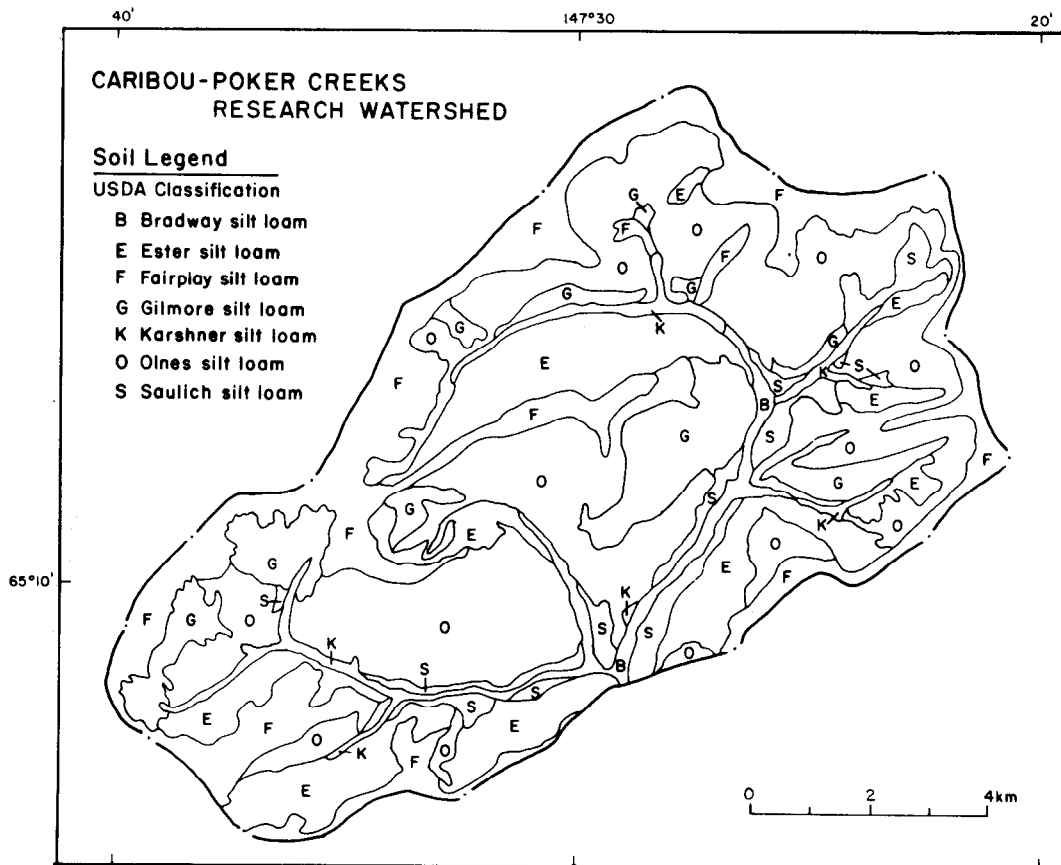 40'
147°30'
20'
CARIBOU-POKER CREEKS
RESEARCH WATERSHED
Soil Legend
USDA Classification
B Bradway silt loam
E Ester silt loam
F Fairplay silt loam
G Gilmore silt loam
K Karshner silt loam
O Olnes silt loam
S Saulich silt loam
E
F
G
F
O
F
O
F
O
S
G
G
E
O
G
K
G
S
K
O
E
S
E
F
F
B
S
G
O
F
O
S
G
E
G
E
K
O
F
O
E
F
65°10'
G
S
K
F
G
O
O
S
S
K
O
B
S
S
S
E
F
E
O
K
F
O
E
0 2 4km